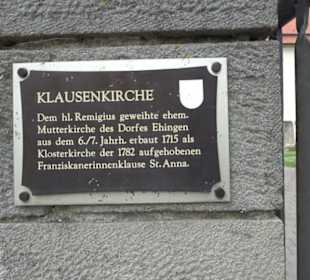 KLAUSENKIRCHE
Dem hl. Remigius geweihte ehem.
Mutterkirche des Dorfes Ehingen
aus dem 6./7. Jahrh. erbaut 1715 als
Klosterkirche der 1782 aufgehobenen
Franziskanerinnenklause St. Anna.